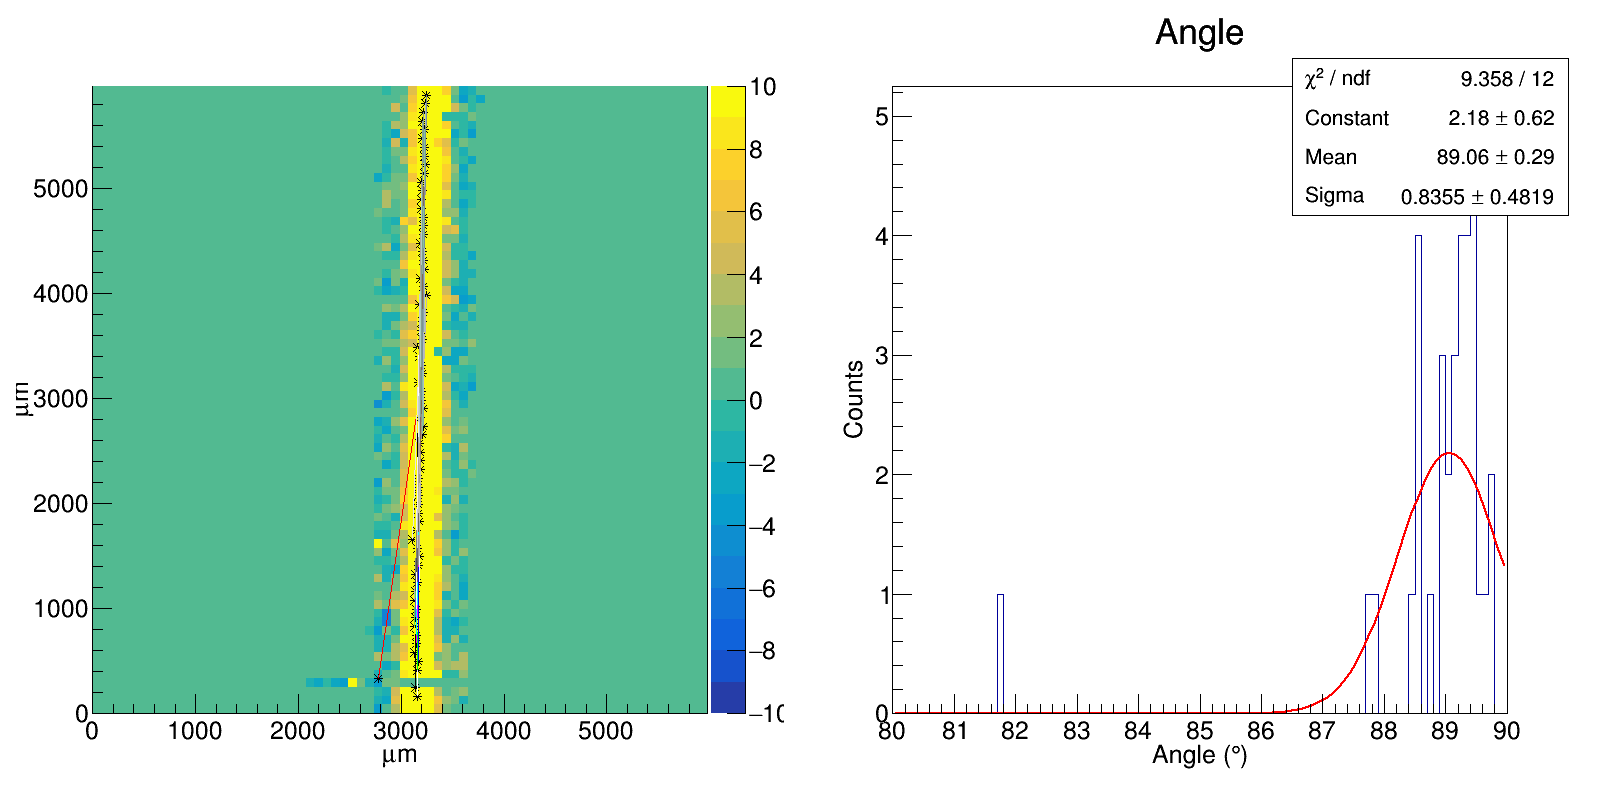 Angle
χ² / ndf 9.358 / 12
Constant 2.18 ± 0.62
Mean 89.06 ± 0.29
Sigma 0.8355 ± 0.4819
5000
4000
3000
2000
1000
0
μm
0 1000 2000 3000 4000 5000
μm
10
8
6
4
2
0
−2
−4
−6
−8
−10
5
4
3
2
1
0
Counts
80 81 82 83 84 85 86 87 88 89 90
Angle (°)